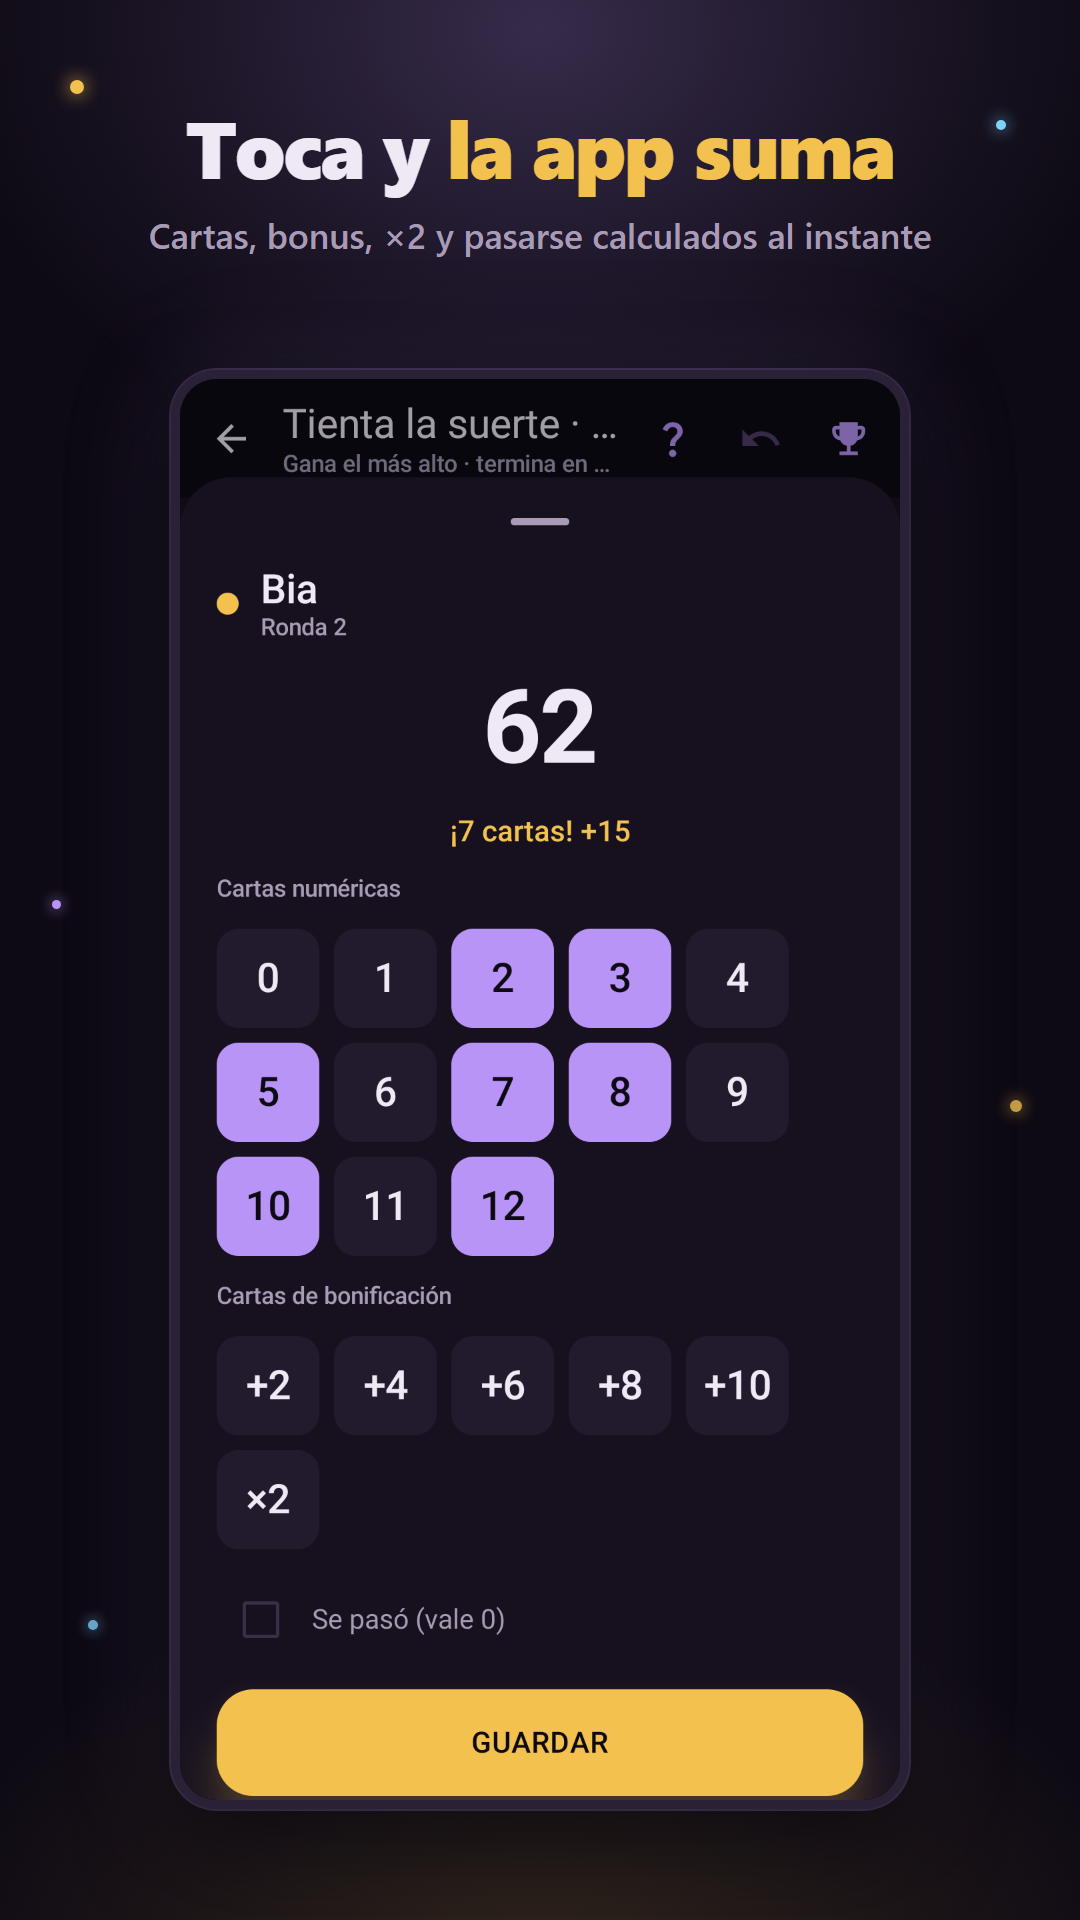 Toca y la app suma
Cartas, bonus, ×2 y pasarse calculados al instante
Tienta la suerte · ...
Gana el más alto · termina en ...
?
Bia
Ronda 2
62
¡7 cartas! +15
Cartas numéricas
0 1 2 3 4
5 6 7 8 9
10 11 12
Cartas de bonificación
+2 +4 +6 +8 +10
×2
Se pasó (vale 0)
GUARDAR